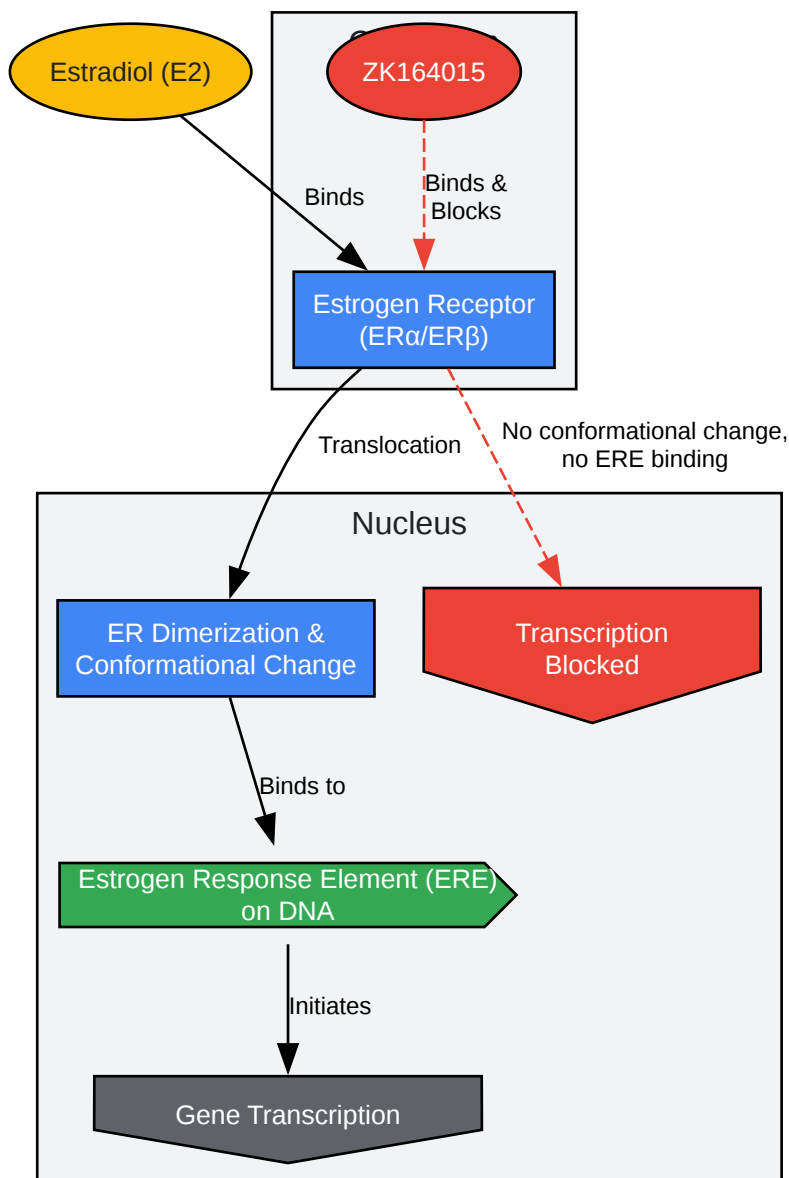 Estradiol (E2)
ZK164015
Binds
Binds &
Blocks
Estrogen Receptor
(ERα/ERβ)
Translocation
No conformational change,
no ERE binding
Nucleus
ER Dimerization &
Conformational Change
Transcription
Blocked
Binds to
Estrogen Response Element (ERE)
on DNA
Initiates
Gene Transcription